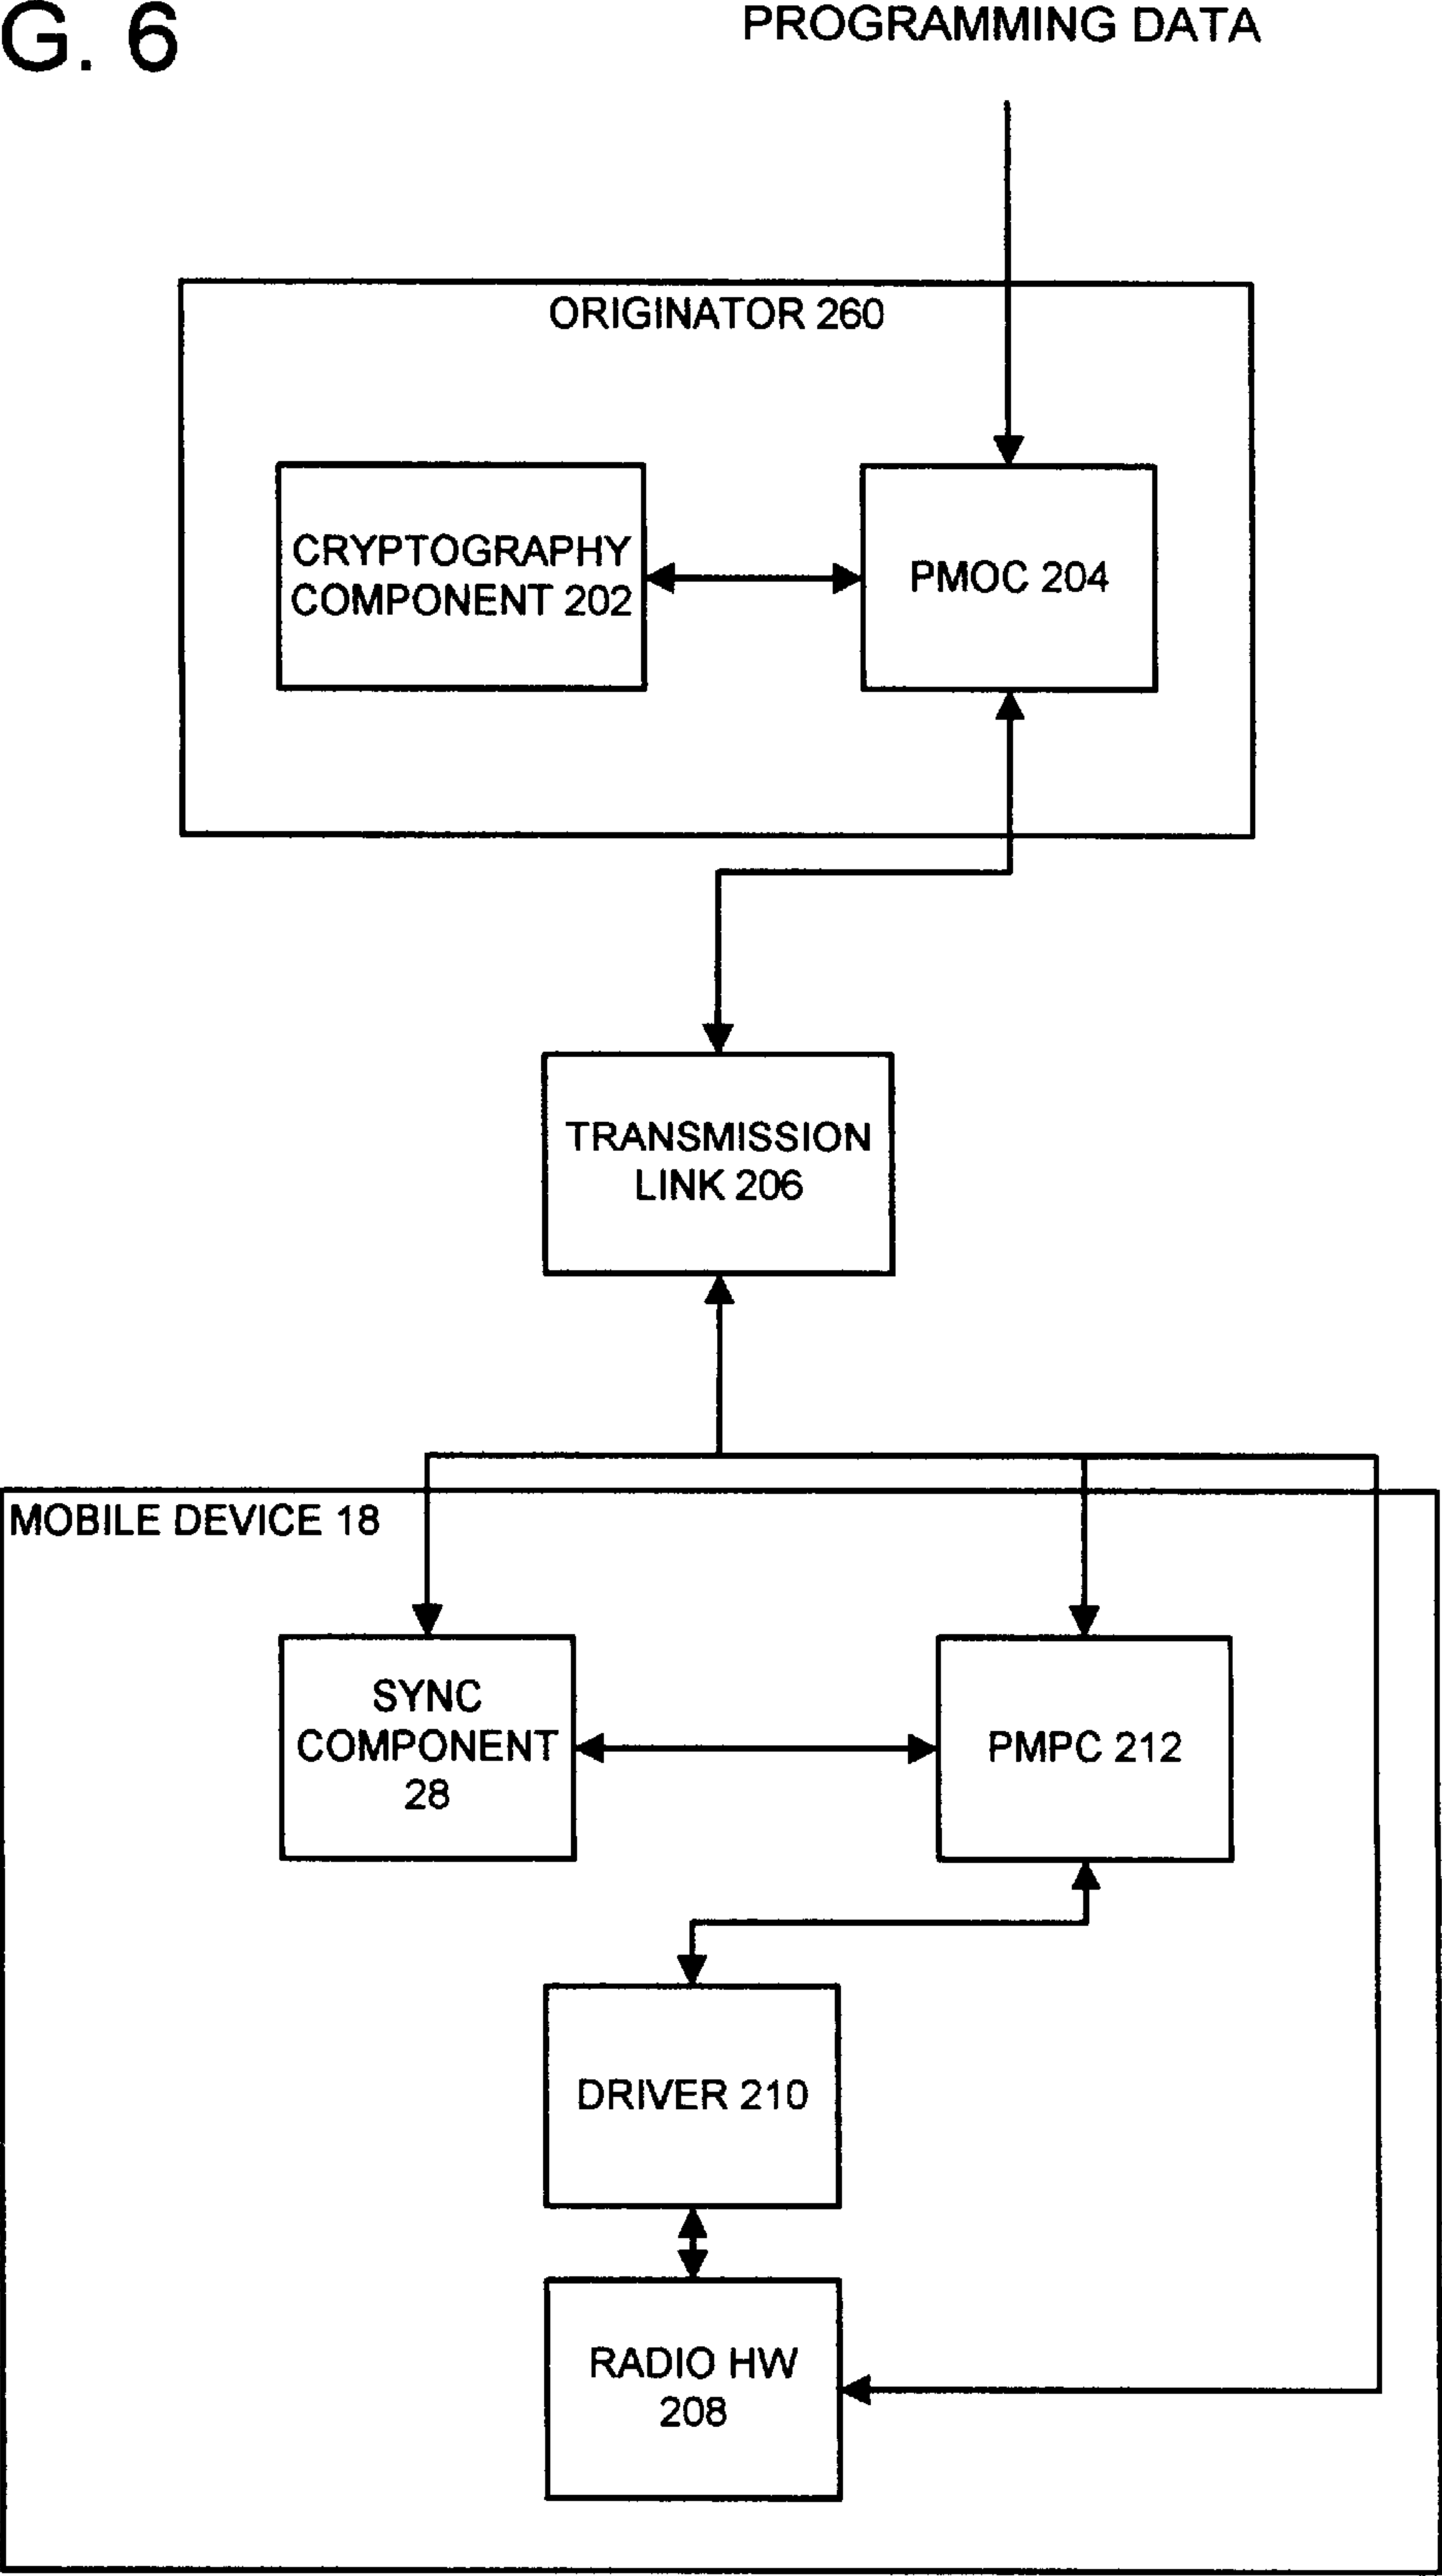 G. 6
PROGRAMMING DATA
ORIGINATOR 260
CRYPTOGRAPHY
COMPONENT 202
PMOC 204
TRANSMISSION
LINK 206
MOBILE DEVICE 18
SYNC
COMPONENT
28
PMPC 212
DRIVER 210
RADIO HW
208